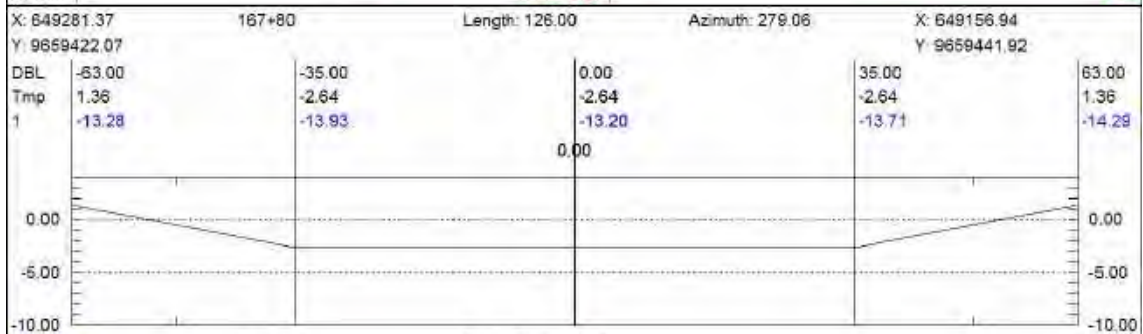 X: 649281.37 167+80 Length: 126.00 Azimuth: 279.06 X: 649156.94
Y: 9659422.07 Y: 9659441.92
DBL -63.00 -35.00 0.00 35.00 63.00
Tmp 1.36 -2.64 -2.64 -2.64 1.36
1 -13.28 -13.93 -13.20 -13.71 -14.29
0.00
0.00 0.00
-5.00 -5.00
-10.00 -10.00